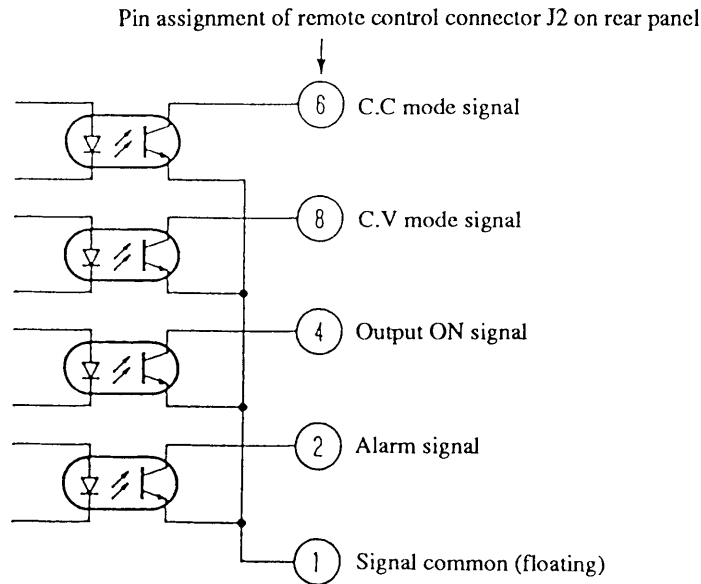 Pin assignment of remote control connector J2 on rear panel
6 C.C mode signal
8 C.V mode signal
4 Output ON signal
2 Alarm signal
1 Signal common (floating)